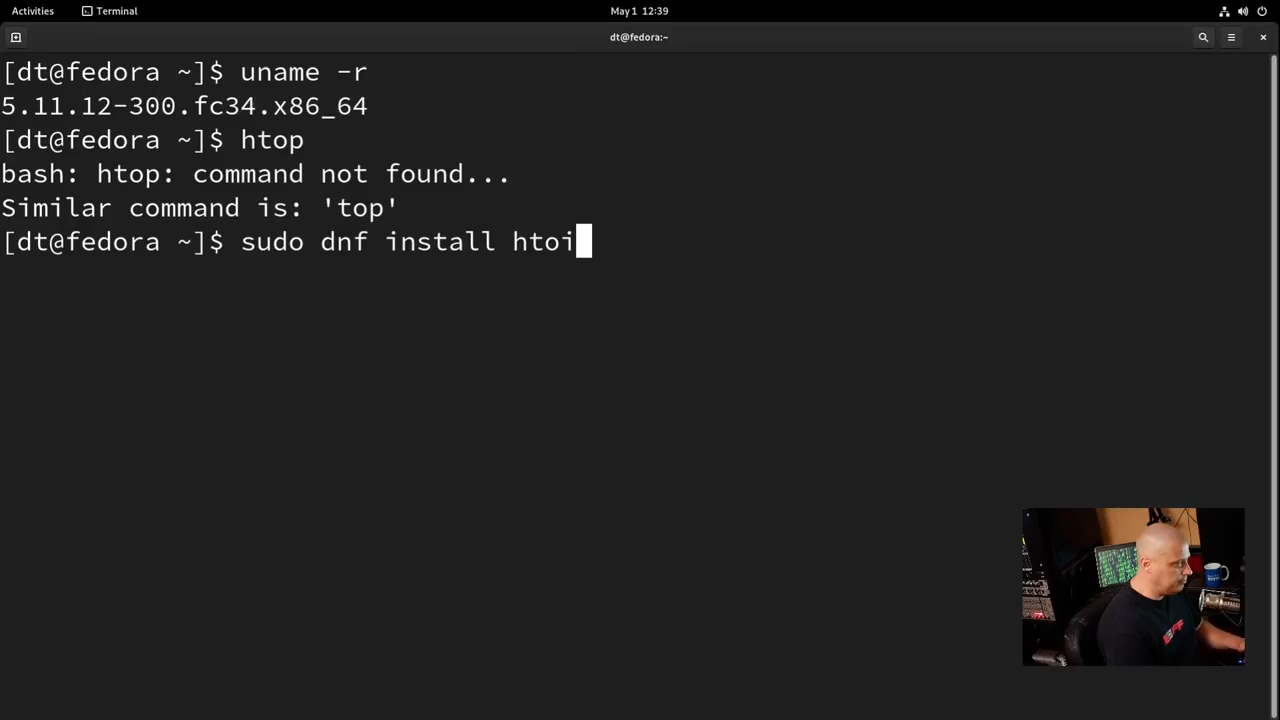 Activities
Terminal
May 1 12:39
dt@fedora:~
[dt@fedora ~]$ uname -r
5.11.12-300.fc34.x86_64
[dt@fedora ~]$ htop
bash: htop: command not found...
Similar command is: 'top'
[dt@fedora ~]$ sudo dnf install htoi